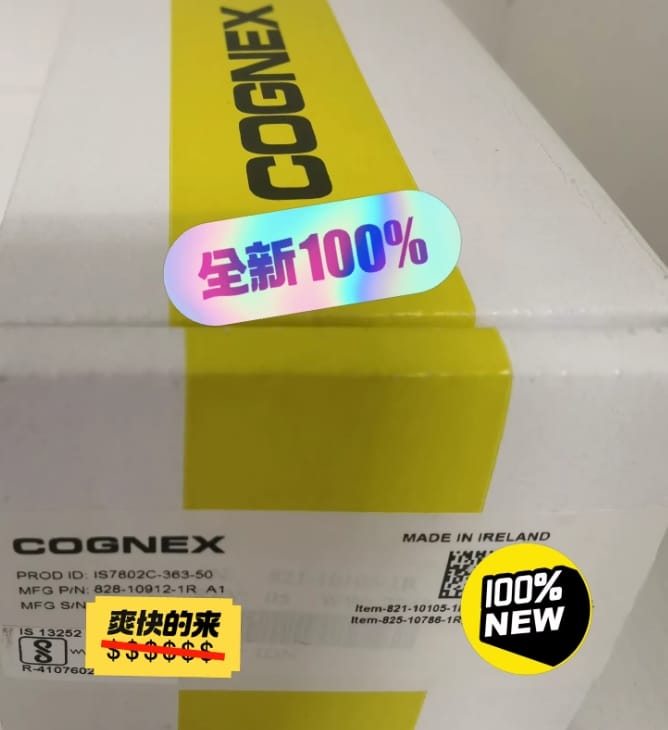 COGNEX
全新100%
COGNEX
MADE IN IRELAND
PROD ID: IS7802C-363-50
MFG P/N: 828-10912-1R A1
MFG S/N
Item-821-10105-1
Item-825-10786-1R
100%
NEW
爽快的来
$$$$$$
IS 13252
R-4107602